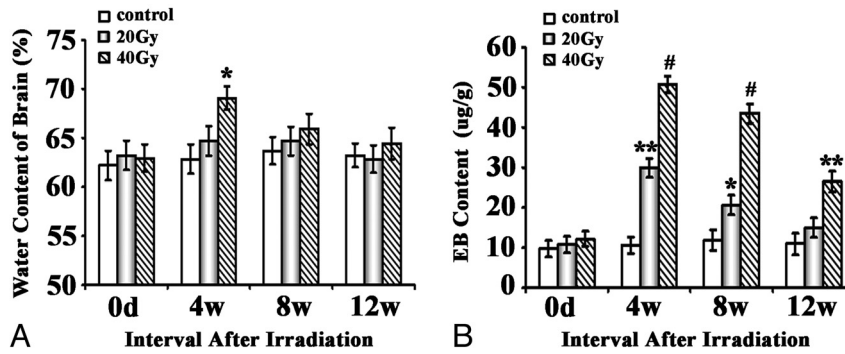 control
20Gy
40Gy
Water Content of Brain (%)
75
70
65
60
55
50
*
0d 4w 8w 12w
Interval After Irradiation
A
control
20Gy
40Gy
EB Content (ug/g)
60
50
40
30
20
10
0
** # * # **
0d 4w 8w 12w
Interval After Irradiation
B